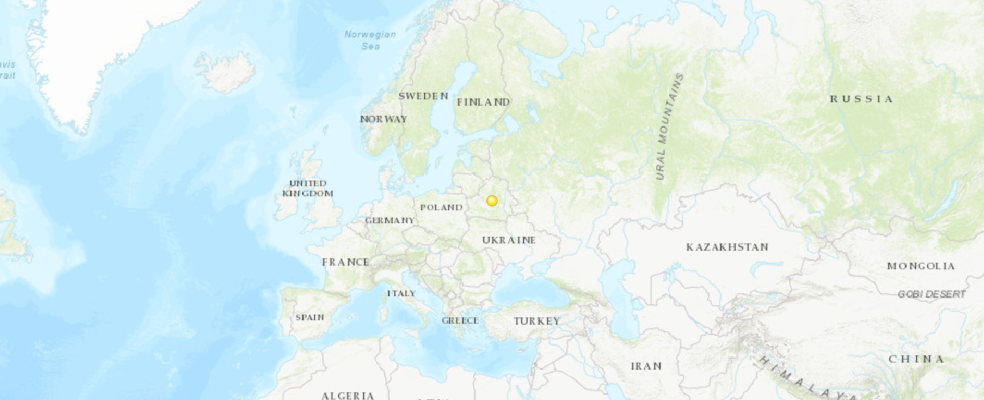 Norwegian
Sea
avis
rait
SWEDEN
FINLAND
NORWAY
RUSSIA
URAL MOUNTAINS
UNITED
KINGDOM
POLAND
GERMANY
UKRAINE
FRANCE
KAZAKHSTAN
MONGOLIA
ITALY
GOBI DESERT
SPAIN
GREECE
TURKEY
CHINA
IRAN
HIMALAYA
ALGERIA